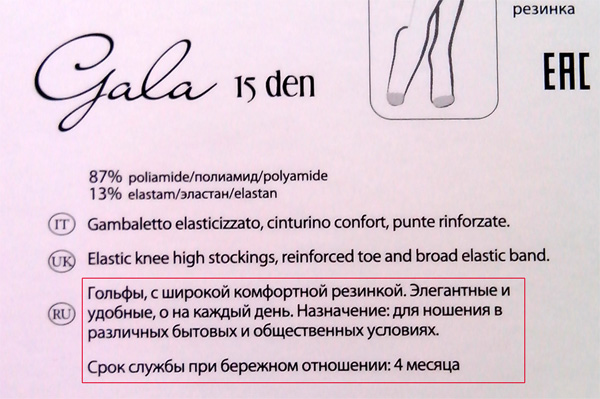 резинка
EAC
Gala 15 den
87% poliamide/полиамид/polyamide
13% elastam/эластан/elastan
IT Gambaletto elasticizzato, cinturino confort, punte rinforzate.
UK Elastic knee high stockings, reinforced toe and broad elastic band.
RU Гольфы, с широкой комфортной резинкой. Элегантные и
удобные, о на каждый день. Назначение: для ношения в
различных бытовых и общественных условиях.
Срок службы при бережном отношении: 4 месяца